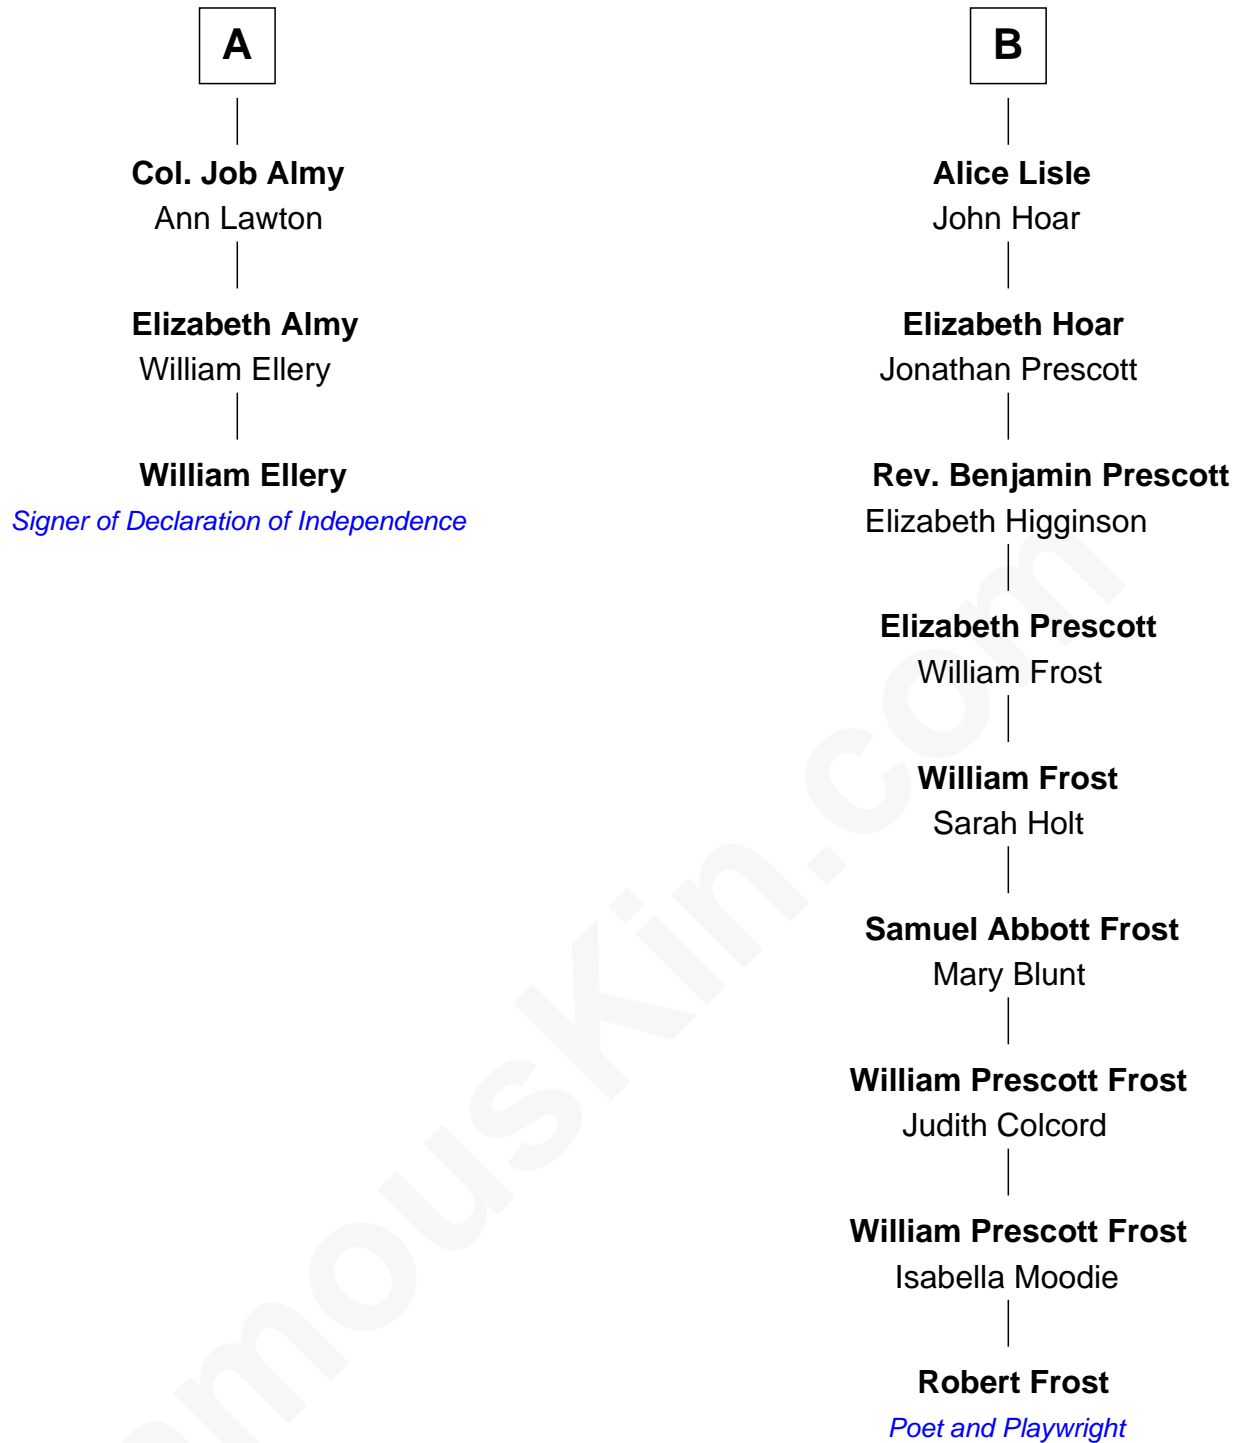 A
Col. Job Almy
Ann Lawton
Elizabeth Almy
William Ellery
William Ellery
Signer of Declaration of Independence
B
Alice Lisle
John Hoar
Elizabeth Hoar
Jonathan Prescott
Rev. Benjamin Prescott
Elizabeth Higginson
Elizabeth Prescott
William Frost
William Frost
Sarah Holt
Samuel Abbott Frost
Mary Blunt
William Prescott Frost
Judith Colcord
William Prescott Frost
Isabella Moodie
Robert Frost
Poet and Playwright
amousKin.com